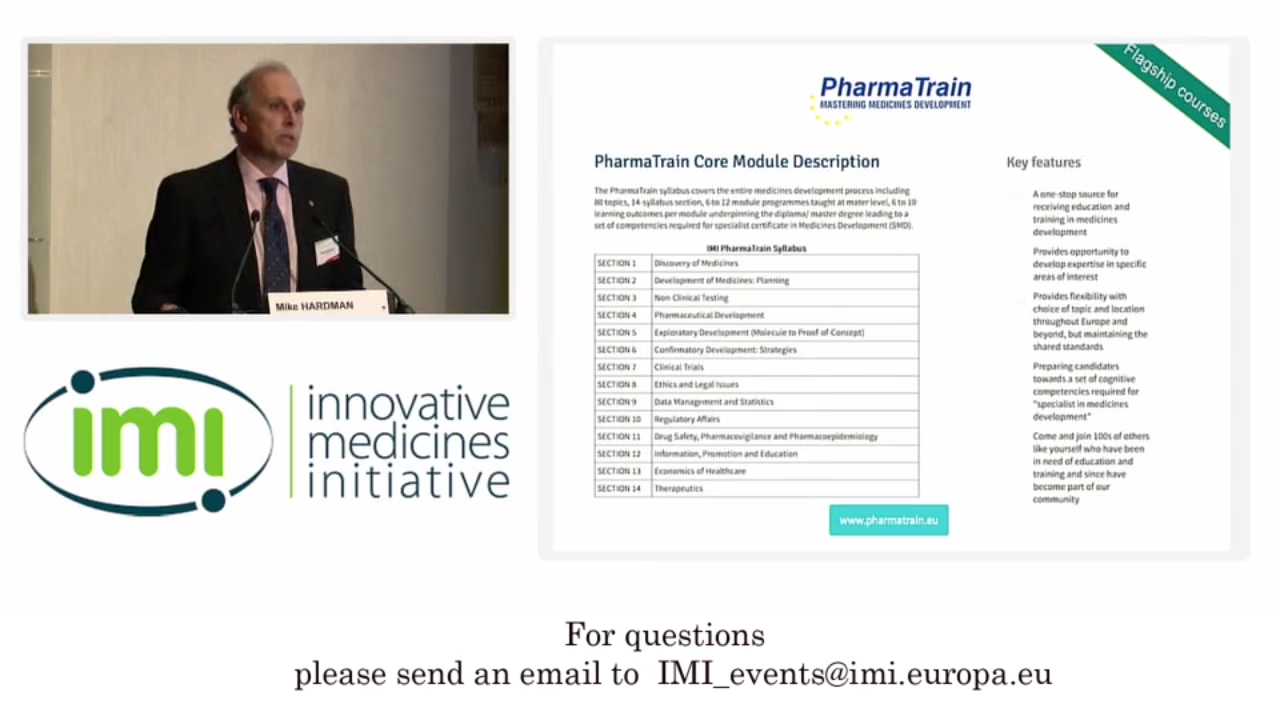 Mike HARDMAN
imi
innovative
medicines
initiative
Flagship courses
PharmaTrain
MASTERING MEDICINES DEVELOPMENT
PharmaTrain Core Module Description
The PharmaTrain syllabus covers the entire medicines development process including
80 topics, 14-syllabus section, 6 to 12 module programmes taught at mater level, 6 to 10
learning outcomes per module underpinning the diploma/ master degree leading to a
set of competencies required for specialist certificate in Medicines Development (SMD).
IMI PharmaTrain Syllabus
SECTION 1 Discovery of Medicines
SECTION 2 Development of Medicines: Planning
SECTION 3 Non-Clinical Testing
SECTION 4 Pharmaceutical Development
SECTION 5 Exploratory Development (Molecule to Proof-of-Concept)
SECTION 6 Confirmatory Development: Strategies
SECTION 7 Clinical Trials
SECTION 8 Ethics and Legal Issues
SECTION 9 Data Management and Statistics
SECTION 10 Regulatory Affairs
SECTION 11 Drug Safety, Pharmacovigilance and Pharmacoepidemiology
SECTION 12 Information, Promotion and Education
SECTION 13 Economics of Healthcare
SECTION 14 Therapeutics
www.pharmatrain.eu
Key features
A one-stop source for
receiving education and
training in medicines
development
Provides opportunity to
develop expertise in specific
areas of interest
Provides flexibility with
choice of topic and location
throughout Europe and
beyond, but maintaining the
shared standards
Preparing candidates
towards a set of cognitive
competencies required for
"specialist in medicines
development"
Come and join 100s of others
like yourself who have been
in need of education and
training and since have
become part of our
community
For questions
please send an email to IMI_events@imi.europa.eu